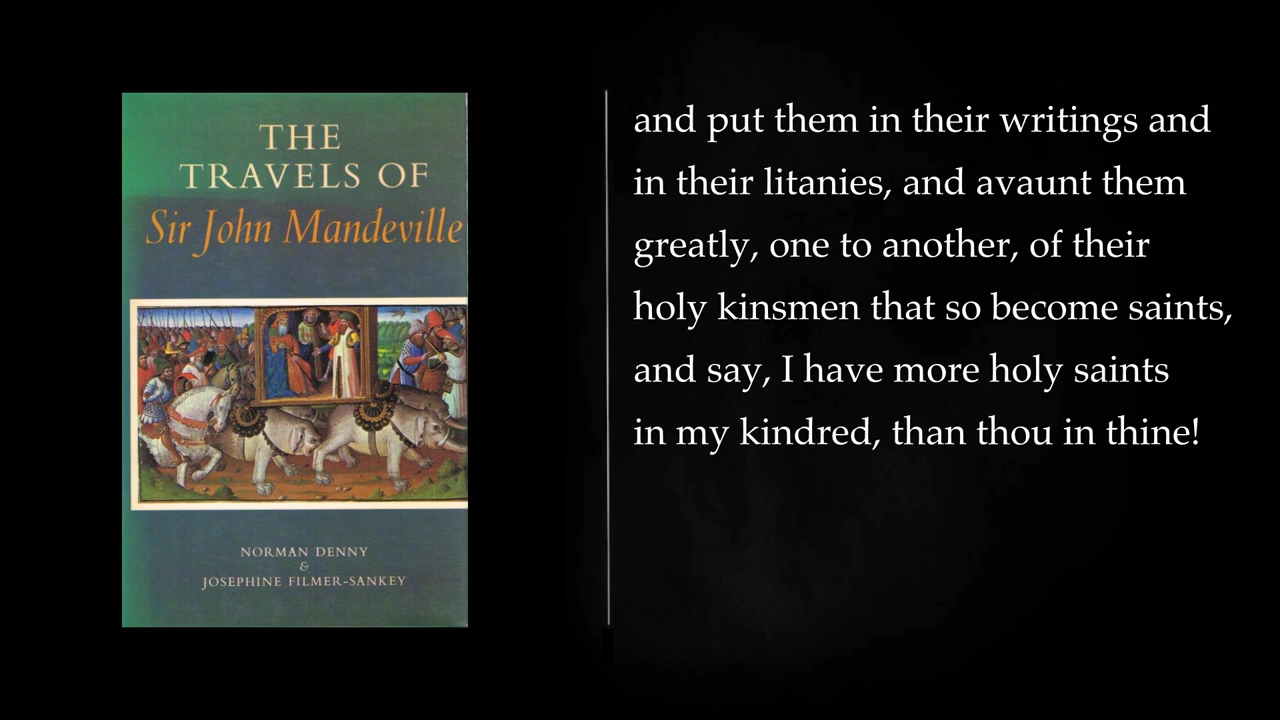 THE
TRAVELS OF
Sir John Mandeville
NORMAN DENNY
&
JOSEPHINE FILMER-SANKEY
and put them in their writings and
in their litanies, and avaunt them
greatly, one to another, of their
holy kinsmen that so become saints,
and say, I have more holy saints
in my kindred, than thou in thine!